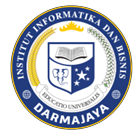 INSTITUT INFORMATIKA DAN BISNIS
EDUCATIO UNIVERSALIS
DARMAJAYA